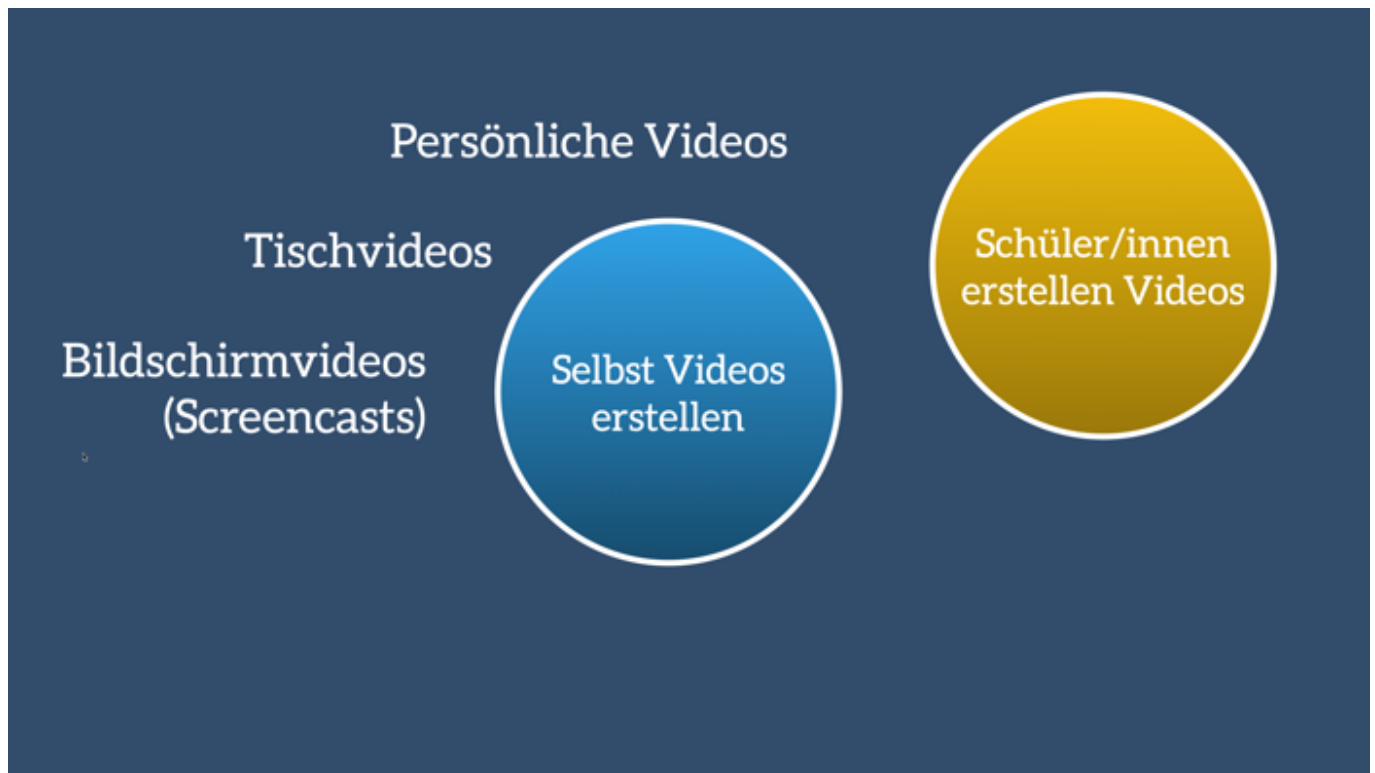 Persönliche Videos
Tischvideos
Bildschirmvideos
(Screencasts)
Selbst Videos
erstellen
Schüler/innen
erstellen Videos